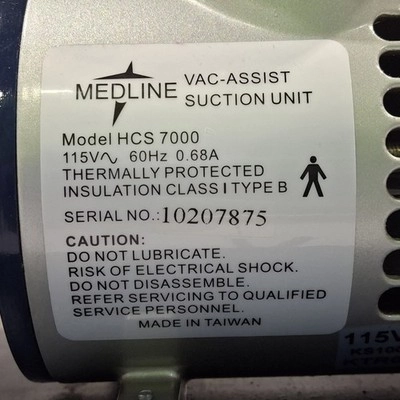 MEDLINE
VAC-ASSIST
SUCTION UNIT
Model HCS 7000
115V∿ 60Hz 0.68A
THERMALLY PROTECTED
INSULATION CLASS I TYPE B
SERIAL NO.: 10207875
CAUTION:
DO NOT LUBRICATE.
RISK OF ELECTRICAL SHOCK.
DO NOT DISASSEMBLE.
REFER SERVICING TO QUALIFIED
SERVICE PERSONNEL.
MADE IN TAIWAN
115V